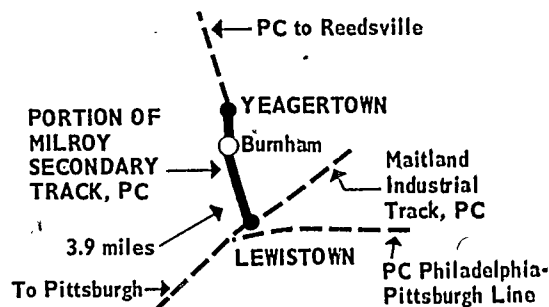 PC to Reedsville
YEAGERTOWN
PORTION OF
MILROY
SECONDARY
TRACK, PC
Burnham
Maitland
Industrial
Track, PC
3.9 miles
LEWISTOWN
To Pittsburgh
PC Philadelphia-
Pittsburgh Line